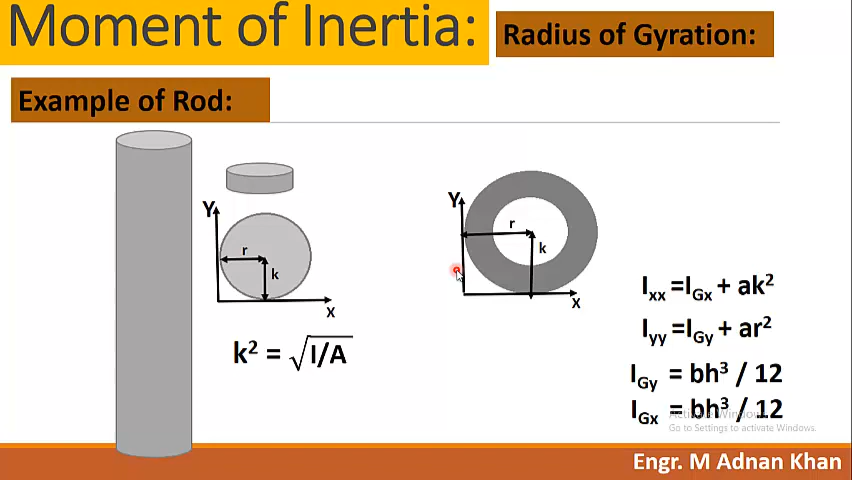 Moment of Inertia:
Radius of Gyration:
Example of Rod:
Y
r
k
X
k² = √I/A
Y
r
k
X
Ixx =IGx + ak²
Iyy =IGy + ar²
IGy = bh³ / 12
IGx = bh³ / 12
Activate Windows
Go to Settings to activate Windows.
Engr. M Adnan Khan